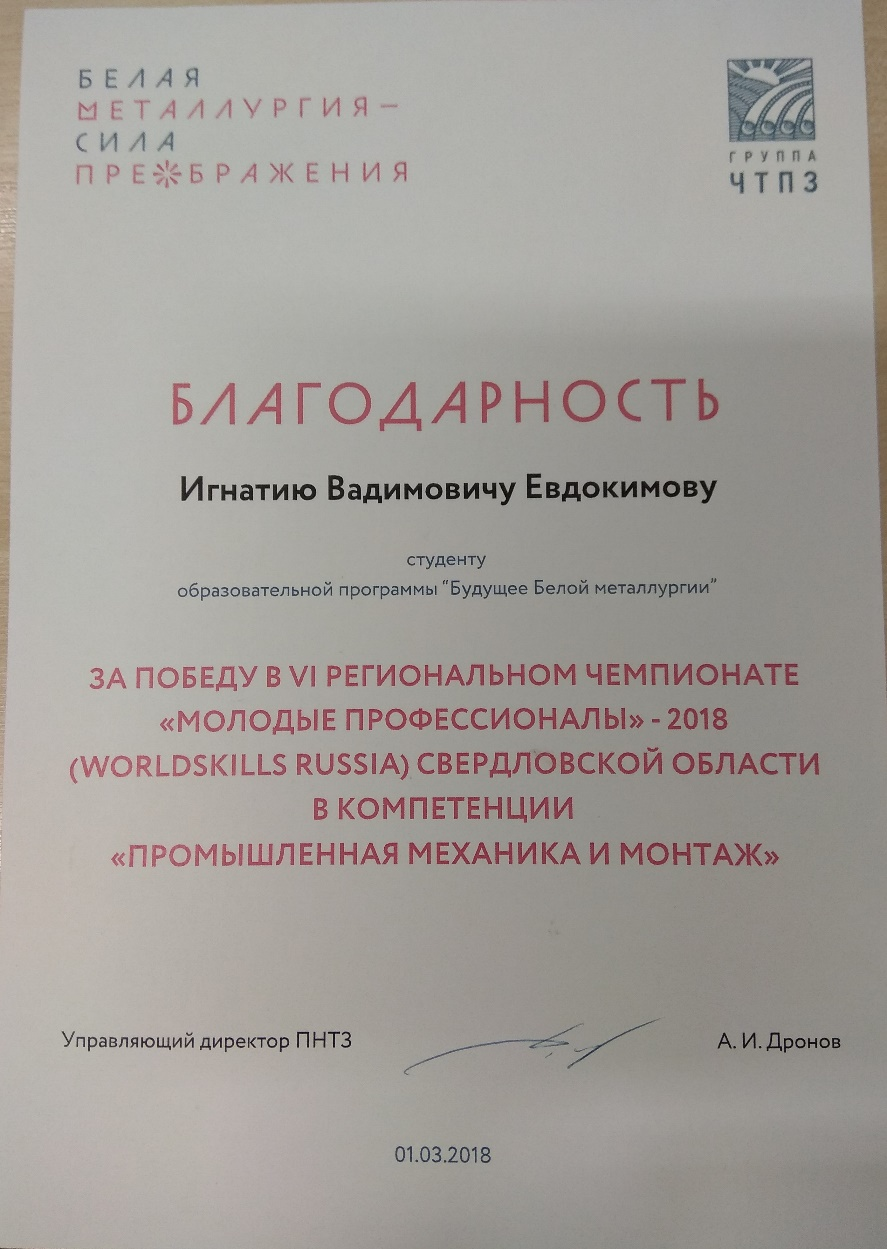 БЕЛАЯ
МЕТАЛЛУРГИЯ–
СИЛА
ПРЕОБРАЖЕНИЯ
ГРУППА
ЧТПЗ
БЛАГОДАРНОСТЬ
Игнатию Вадимовичу Евдокимову
студенту
образовательной программы “Будущее Белой металлургии”
ЗА ПОБЕДУ В VI РЕГИОНАЛЬНОМ ЧЕМПИОНАТЕ
«МОЛОДЫЕ ПРОФЕССИОНАЛЫ» - 2018
(WORLDSKILLS RUSSIA) СВЕРДЛОВСКОЙ ОБЛАСТИ
В КОМПЕТЕНЦИИ
«ПРОМЫШЛЕННАЯ МЕХАНИКА И МОНТАЖ»
Управляющий директор ПНТЗ
А. И. Дронов
01.03.2018